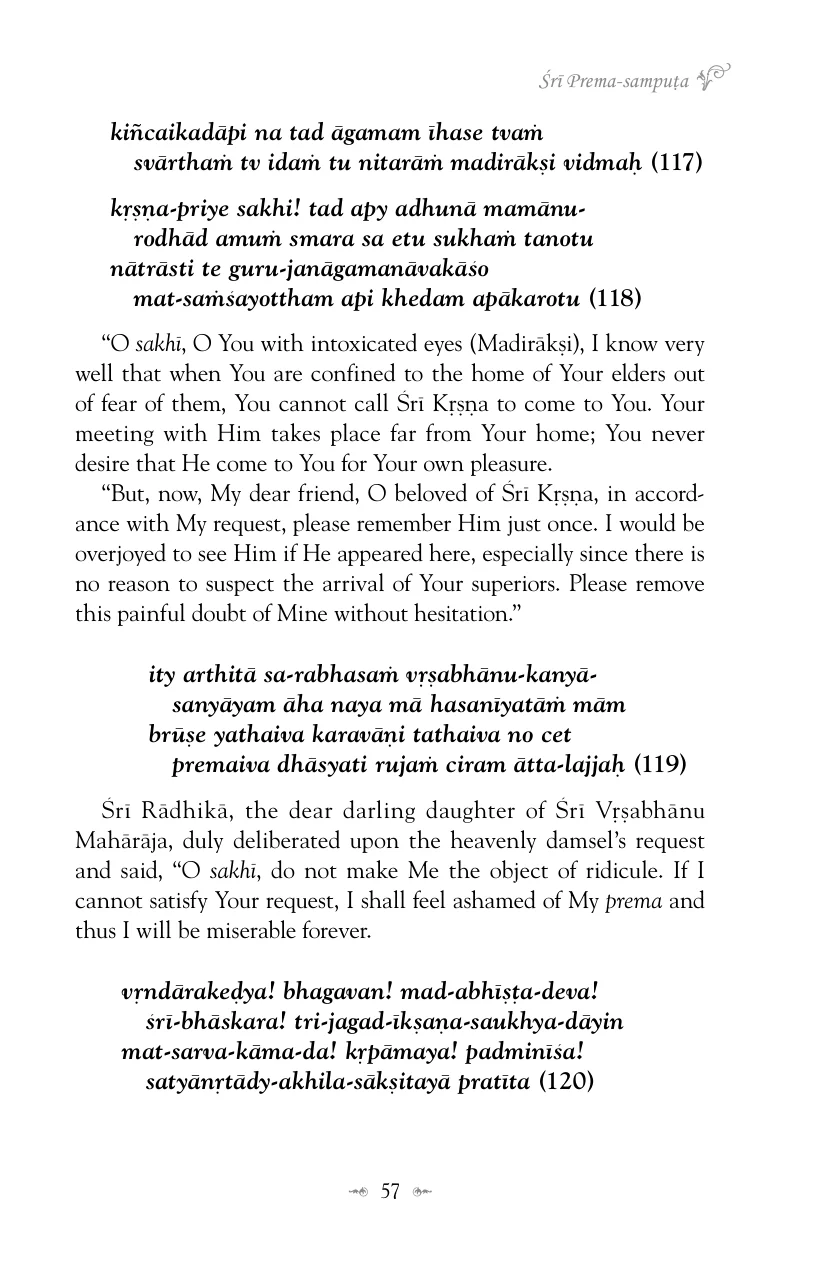 Śrī Prema-sampuṭa
kiñcaikadāpi na tad āgamam īhase tvaṁ
svārthaṁ tv idaṁ tu nitarāṁ madirākṣi vidmaḥ (117)
kṛṣṇa-priye sakhi! tad apy adhunā mamānu-
rodhād amuṁ smara sa etu sukhaṁ tanotu
nātrāsti te guru-janāgamanāvakāśo
mat-saṁśayottham api khedam apākarotu (118)
“O sakhī, O You with intoxicated eyes (Madirākṣi), I know very
well that when You are confined to the home of Your elders out
of fear of them, You cannot call Śrī Kṛṣṇa to come to You. Your
meeting with Him takes place far from Your home; You never
desire that He come to You for Your own pleasure.
“But, now, My dear friend, O beloved of Śrī Kṛṣṇa, in accord-
ance with My request, please remember Him just once. I would be
overjoyed to see Him if He appeared here, especially since there is
no reason to suspect the arrival of Your superiors. Please remove
this painful doubt of Mine without hesitation.”
ity arthitā sa-rabhasaṁ vṛṣabhānu-kanyā-
sanyāyam āha naya mā hasanīyatāṁ mām
brūṣe yathaiva karavāṇi tathaiva no cet
premaiva dhāsyati rujaṁ ciram ātta-lajjaḥ (119)
Śrī Rādhikā, the dear darling daughter of Śrī Vṛṣabhānu
Mahārāja, duly deliberated upon the heavenly damsel’s request
and said, “O sakhī, do not make Me the object of ridicule. If I
cannot satisfy Your request, I shall feel ashamed of My prema and
thus I will be miserable forever.
vṛndārakeḍya! bhagavan! mad-abhīṣṭa-deva!
śrī-bhāskara! tri-jagad-īkṣaṇa-saukhya-dāyin
mat-sarva-kāma-da! kṛpāmaya! padminīśa!
satyānṛtādy-akhila-sākṣitayā pratīta (120)
57